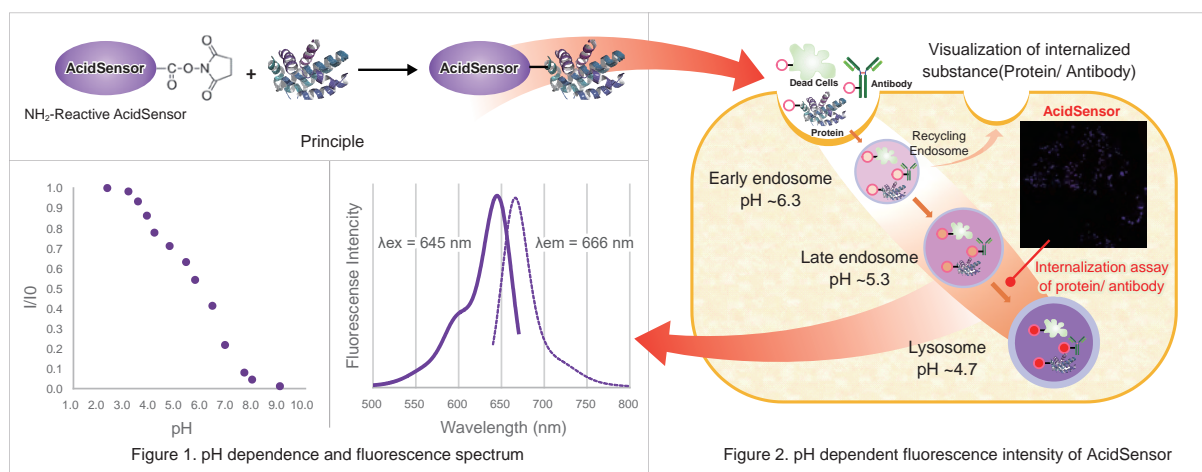 AcidSensor
C
O
O
N
O
O
+
AcidSensor
NH₂-Reactive AcidSensor
Principle
1.0
0.9
0.8
0.7
0.6
0.5
0.4
0.3
0.2
0.1
0.0
I/I0
1.0 2.0 3.0 4.0 5.0 6.0 7.0 8.0 9.0 10.0
pH
Fluorescense Intencity
λex = 645 nm
λem = 666 nm
500 550 600 650 700 750 800
Wavelength (nm)
Figure 1. pH dependence and fluorescence spectrum
Visualization of internalized
substance(Protein/ Antibody)
Dead Cells
Antibody
Protein
Recycling
Endosome
AcidSensor
Early endosome
pH ~6.3
Late endosome
pH ~5.3
Internalization assay
of protein/ antibody
Lysosome
pH ~4.7
Figure 2. pH dependent fluorescence intensity of AcidSensor